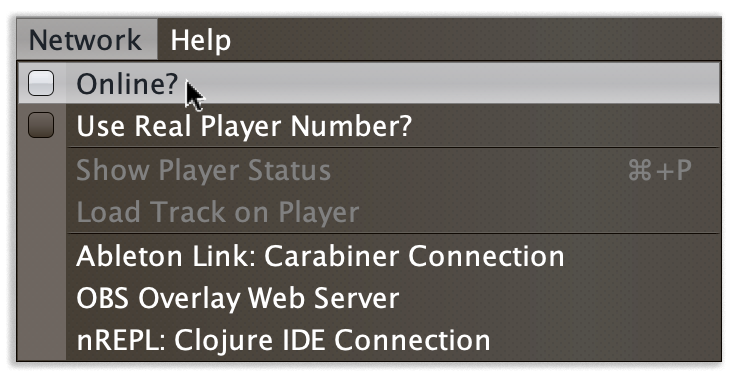 Network Help
Online?
Use Real Player Number?
Show Player Status ⌘+P
Load Track on Player
Ableton Link: Carabiner Connection
OBS Overlay Web Server
nREPL: Clojure IDE Connection